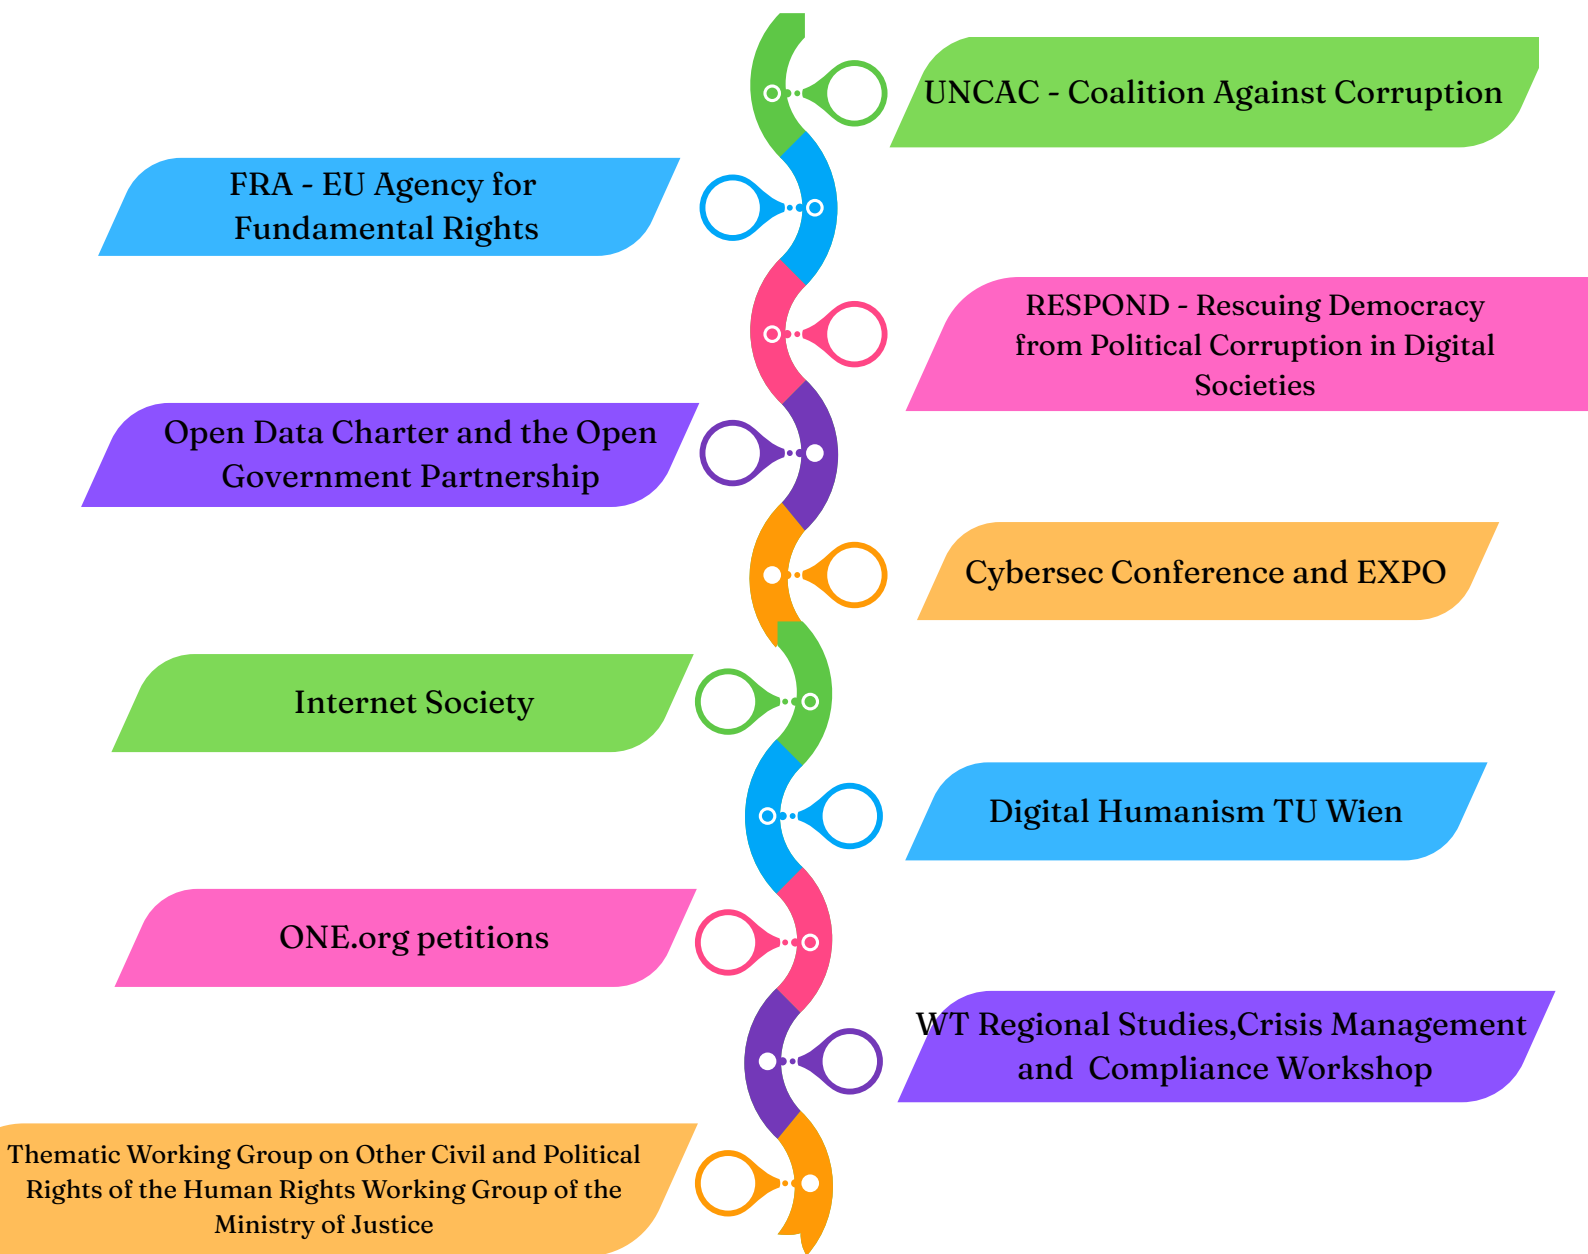 UNCAC - Coalition Against Corruption
FRA - EU Agency for
Fundamental Rights
RESPOND - Rescuing Democracy
from Political Corruption in Digital
Societies
Open Data Charter and the Open
Government Partnership
Cybersec Conference and EXPO
Internet Society
Digital Humanism TU Wien
ONE.org petitions
WT Regional Studies,Crisis Management
and  Compliance Workshop
Thematic Working Group on Other Civil and Political
Rights of the Human Rights Working Group of the
Ministry of Justice